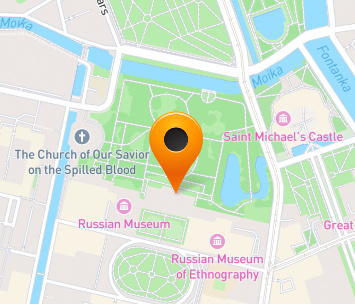 Moika
ars
Fontanka
Moika
Saint Michael's Castle
The Church of Our Savior
on the Spilled Blood
Russian Museum
Great
Russian Museum
of Ethnography